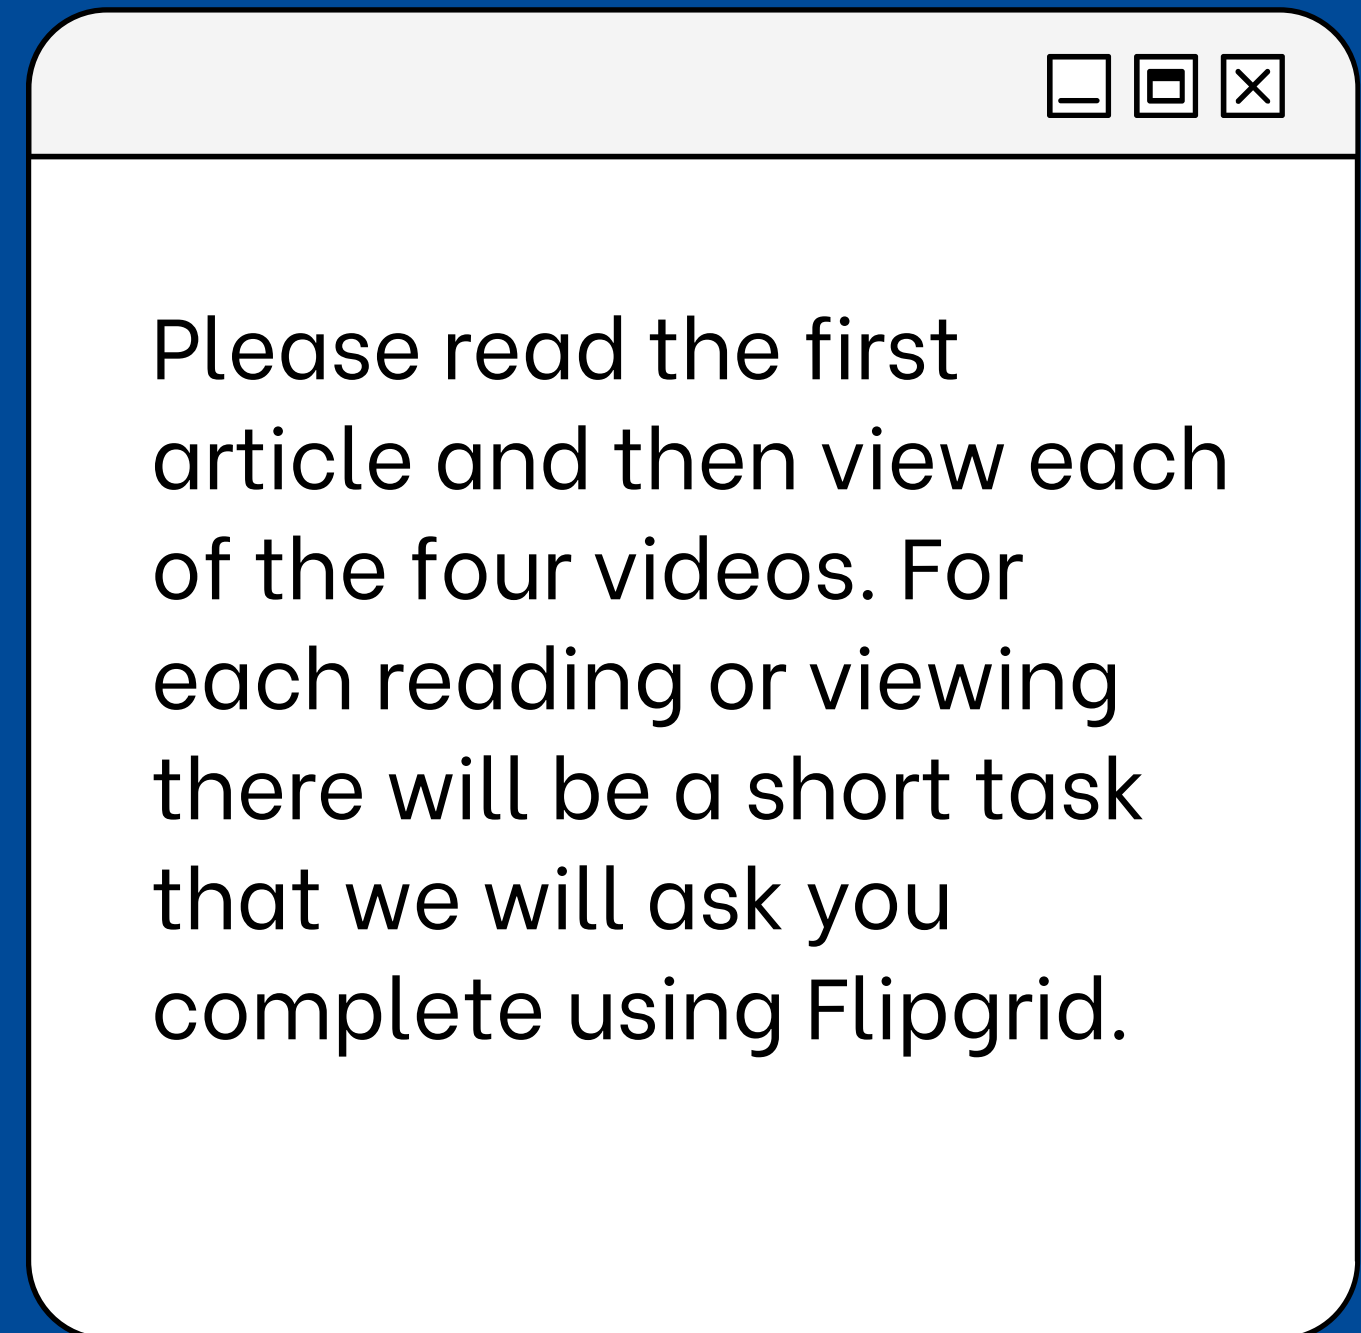 Please read the first
article and then view each
of the four videos. For
each reading or viewing
there will be a short task
that we will ask you
complete using Flipgrid.